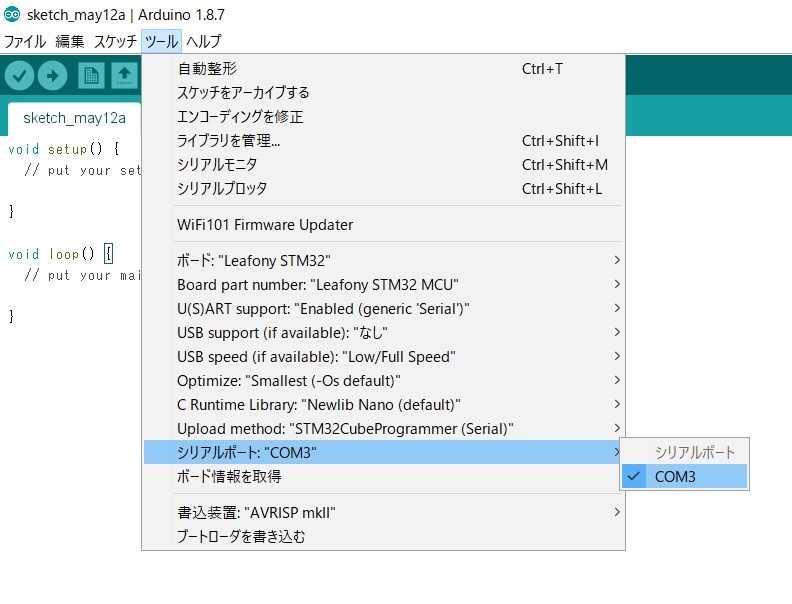 sketch_may12a | Arduino 1.8.7
ファイル 編集 スケッチ ツール ヘルプ
sketch_may12a
void setup() {
// put your set
}
void loop() {
// put your mai
}
自動整形 Ctrl+T
スケッチをアーカイブする
エンコーディングを修正
ライブラリを管理... Ctrl+Shift+I
シリアルモニタ Ctrl+Shift+M
シリアルプロッタ Ctrl+Shift+L
WiFi101 Firmware Updater
ボード: "Leafony STM32"
Board part number: "Leafony STM32 MCU"
U(S)ART support: "Enabled (generic 'Serial')"
USB support (if available): "なし"
USB speed (if available): "Low/Full Speed"
Optimize: "Smallest (-Os default)"
C Runtime Library: "Newlib Nano (default)"
Upload method: "STM32CubeProgrammer (Serial)"
シリアルポート: "COM3"
ボード情報を取得
書込装置: "AVRISP mkII"
ブートローダを書き込む
シリアルポート
COM3